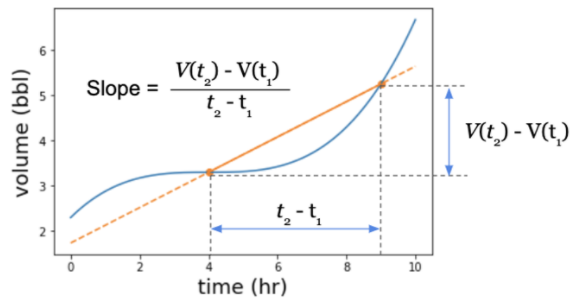 6
5
4
3
2
volume (bbl)
Slope = V(t₂) - V(t₁)
t₂ - t₁
V(t₂) - V(t₁)
t₂ - t₁
0 2 4 6 8 10
time (hr)